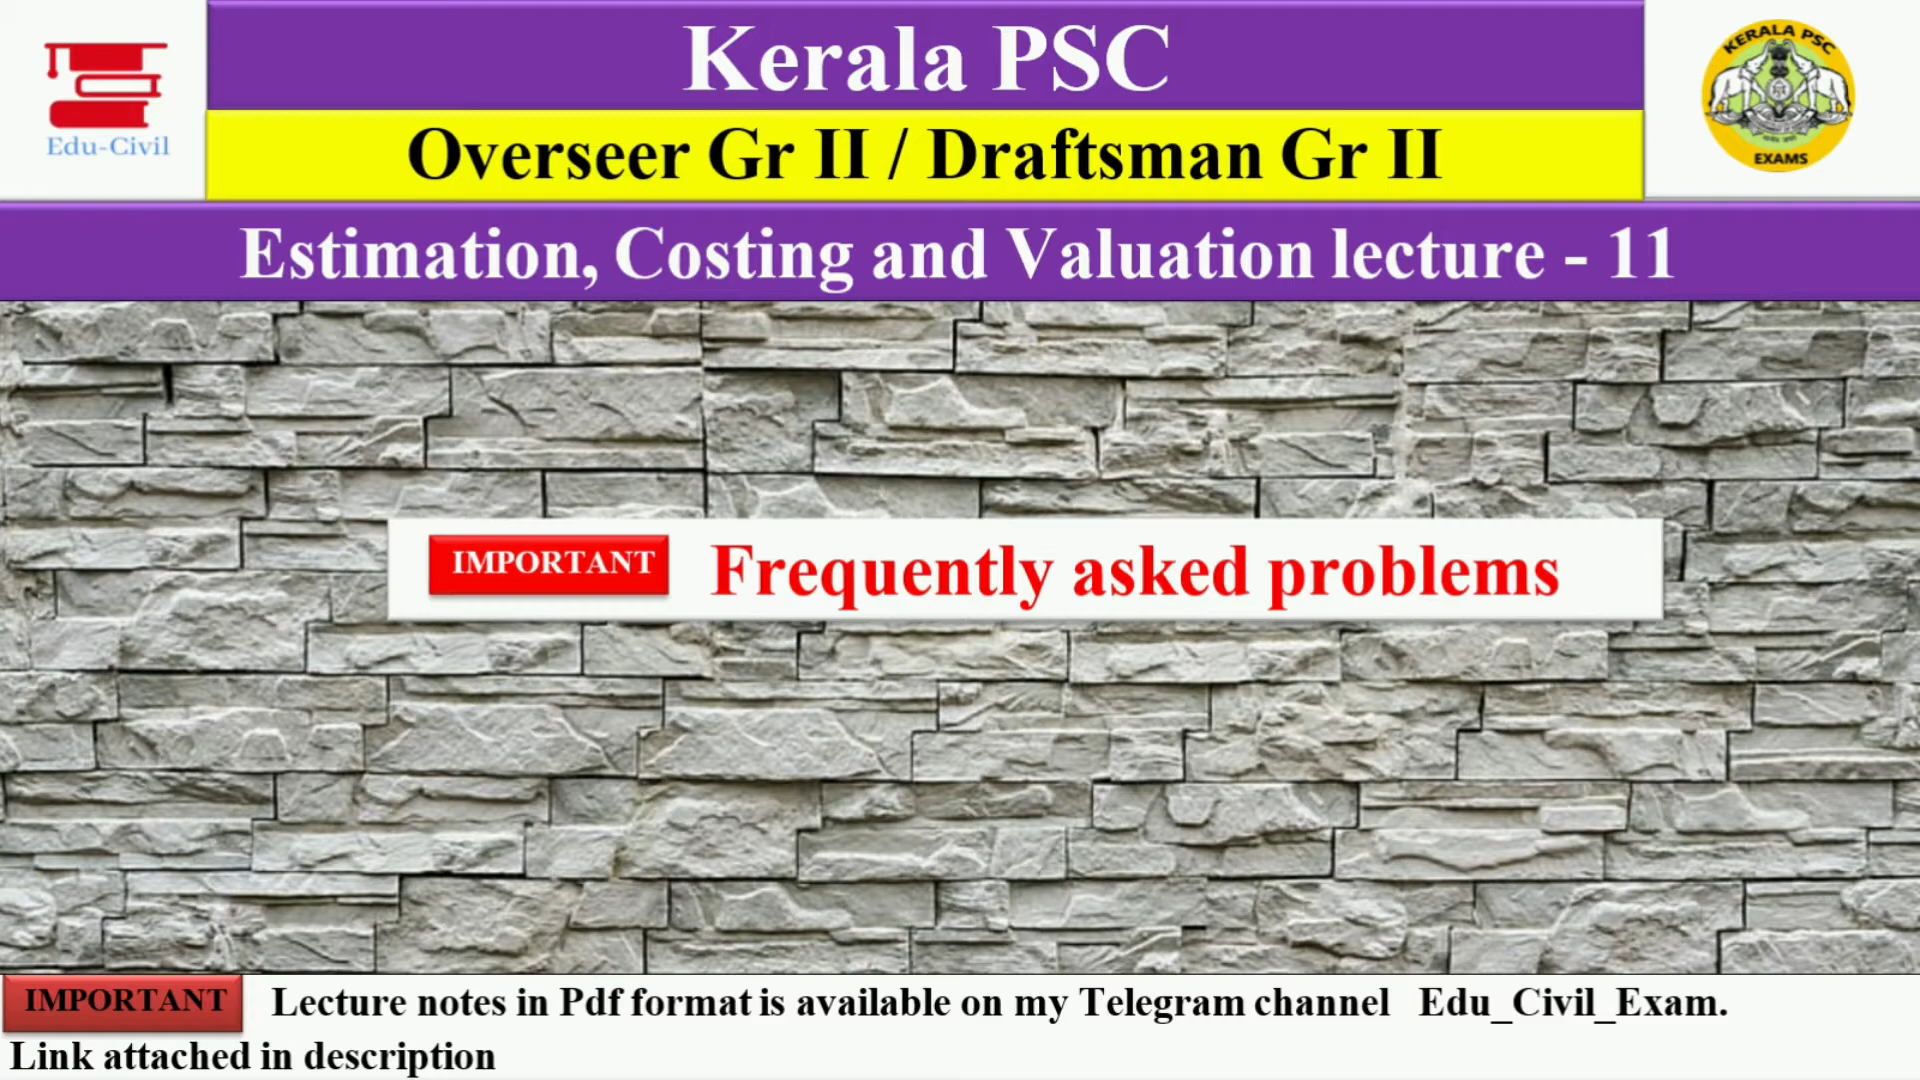 Kerala PSC
Edu-Civil
Overseer Gr II / Draftsman Gr II
KERALA PSC
EXAMS
Estimation, Costing and Valuation lecture - 11
IMPORTANT Frequently asked problems
IMPORTANT Lecture notes in Pdf format is available on my Telegram channel Edu_Civil_Exam.
Link attached in description